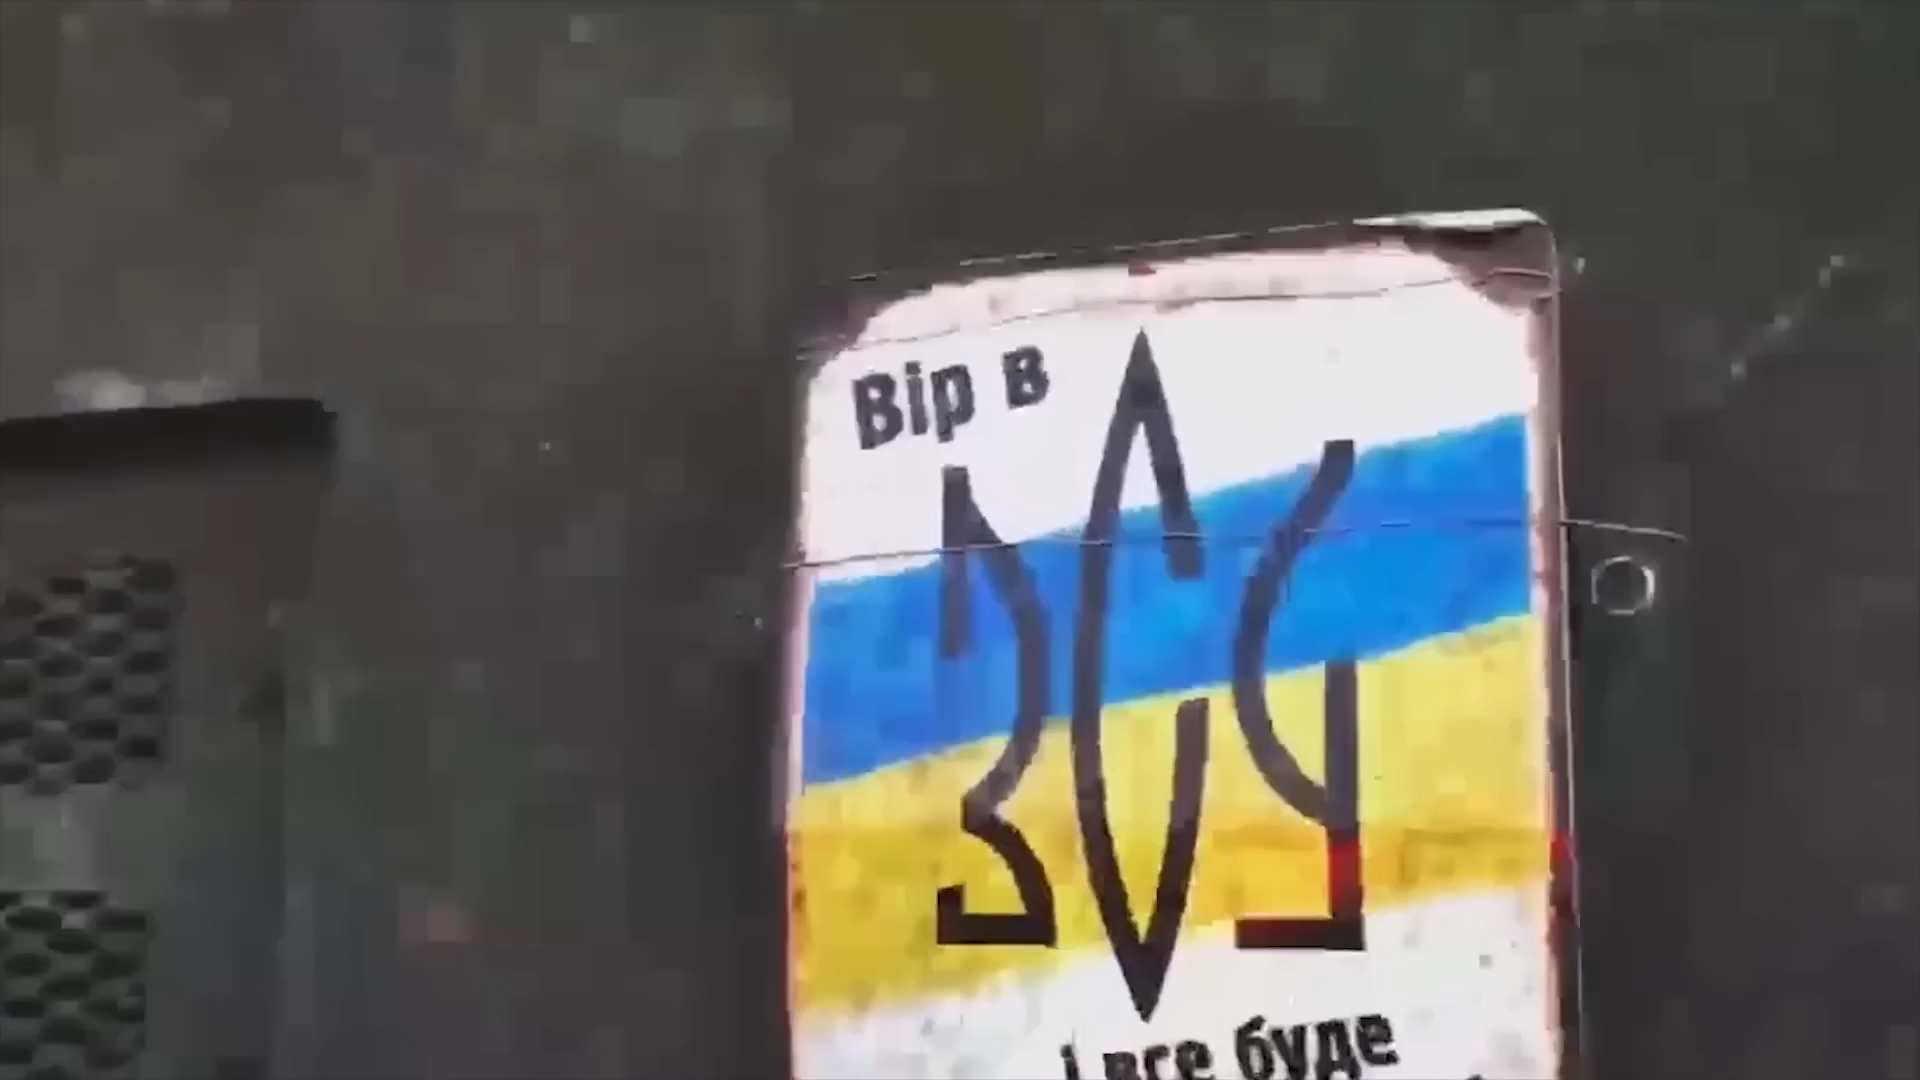 Вір в
ЗСУ
і все буде